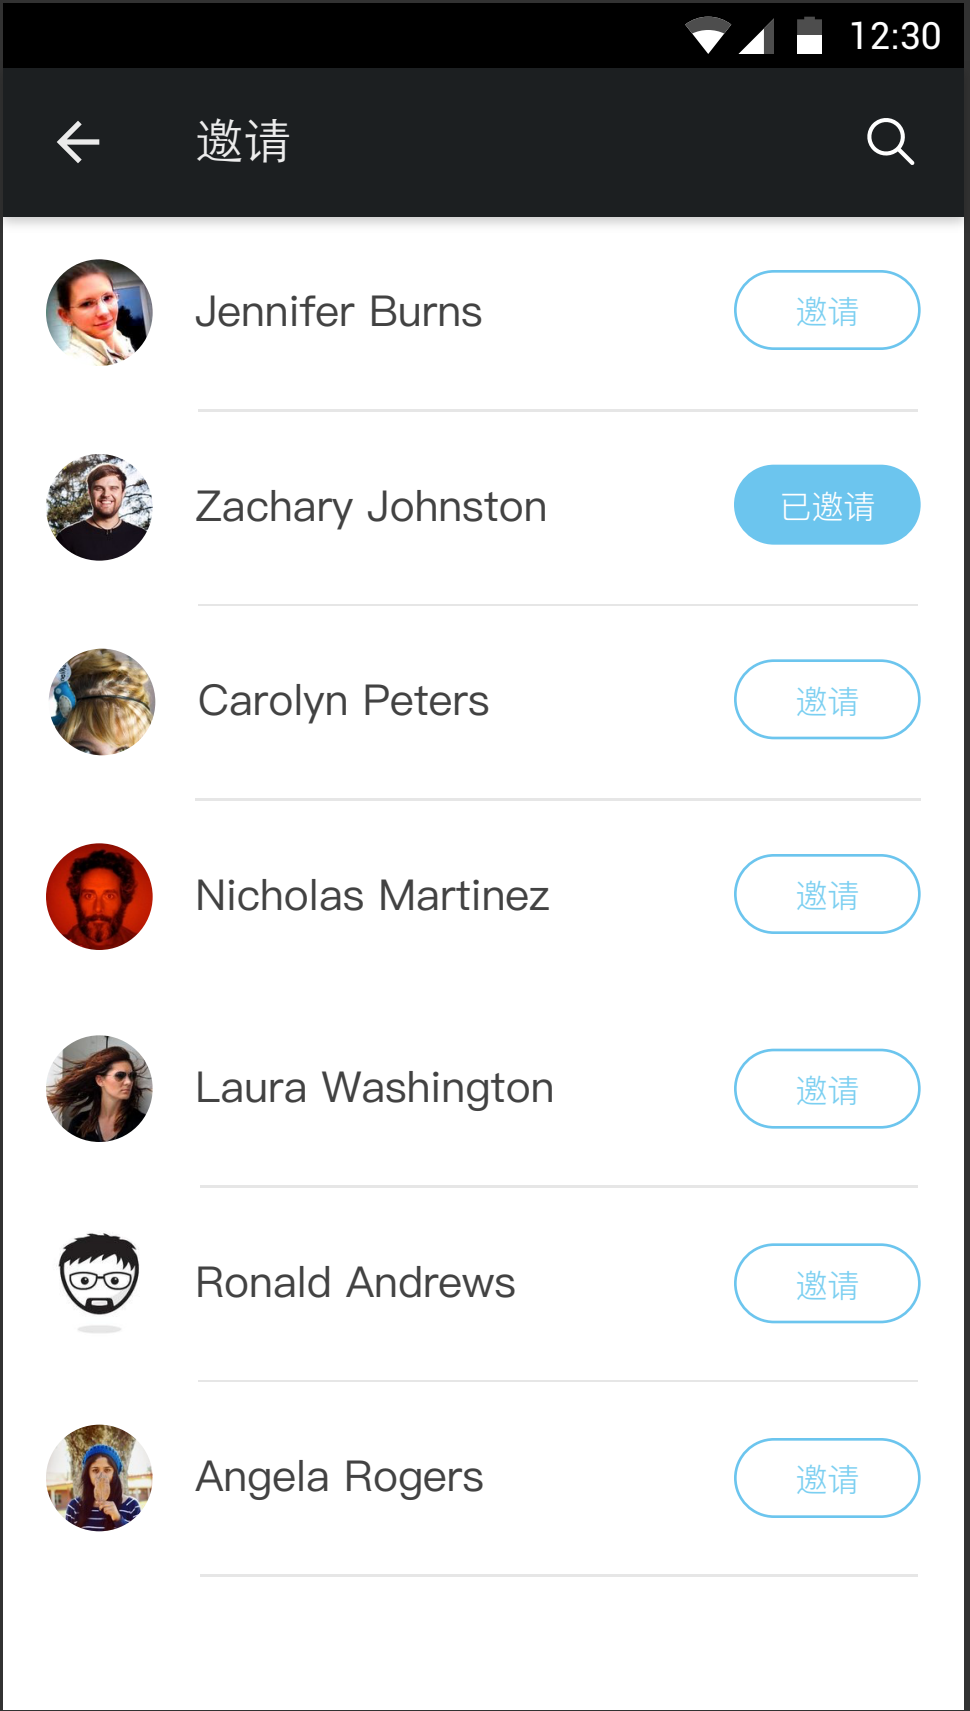 12:30
邀请
Jennifer Burns 邀请
Zachary Johnston 已邀请
Carolyn Peters 邀请
Nicholas Martinez 邀请
Laura Washington 邀请
Ronald Andrews 邀请
Angela Rogers 邀请